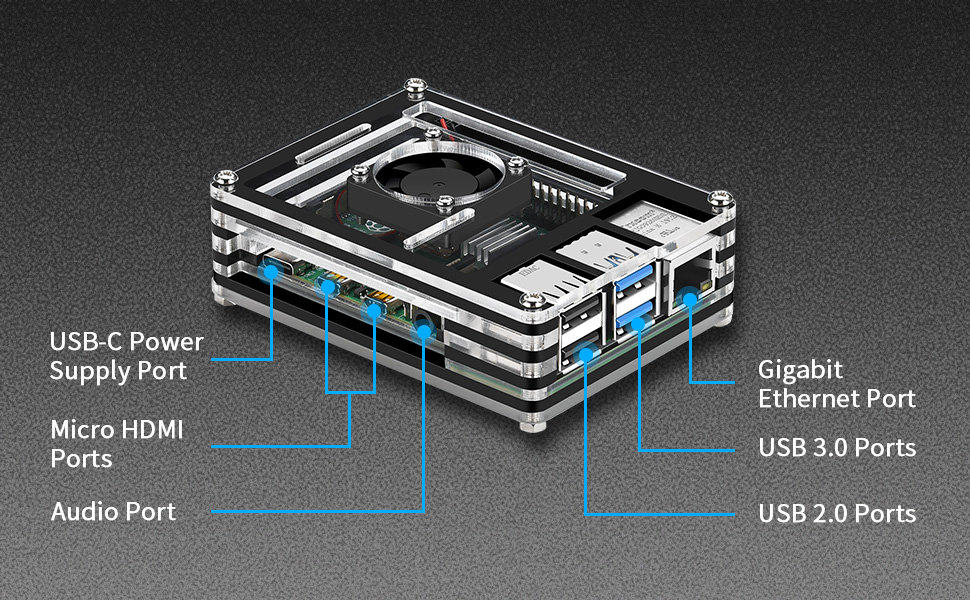 USB-C Power
Supply Port
Micro HDMI
Ports
Audio Port
Gigabit
Ethernet Port
USB 3.0 Ports
USB 2.0 Ports